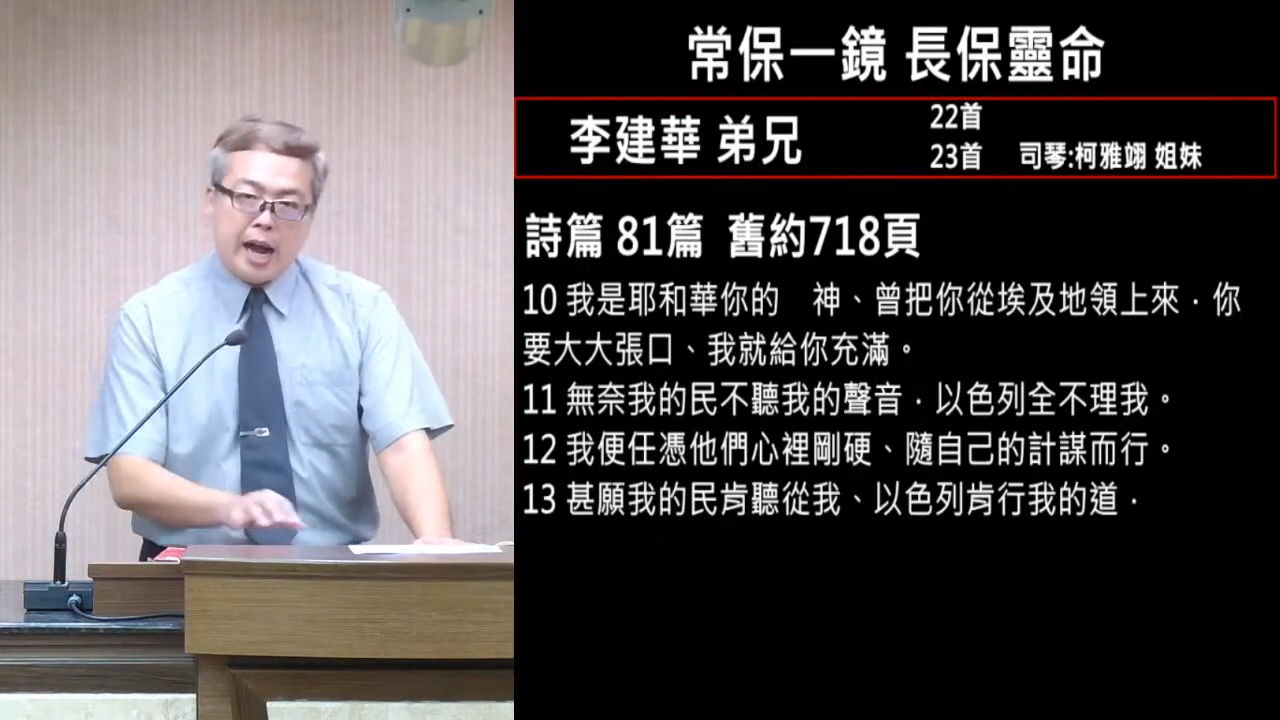 常保一鏡 長保靈命
李建華 弟兄
22首
23首 司琴:柯雅翊 姐妹
詩篇 81篇 舊約718頁
10 我是耶和華你的　神、曾把你從埃及地領上來．你
要大大張口、我就給你充滿。
11 無奈我的民不聽我的聲音．以色列全不理我。
12 我便任憑他們心裡剛硬、隨自己的計謀而行。
13 甚願我的民肯聽從我、以色列肯行我的道．